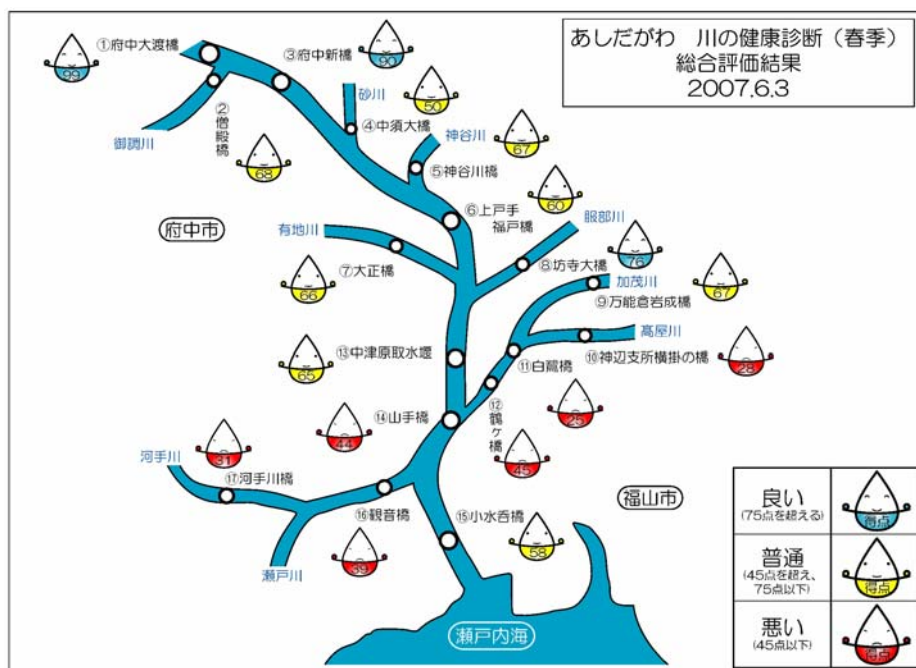 あしだがわ 川の健康診断（春季）
総合評価結果
2007.6.3
①府中大渡橋
99
③府中新橋
90
②僧殿橋
68
御調川
砂川
50
④中須大橋
神谷川
67
⑤神谷川橋
60
⑥上戸手
福戸橋
府中市
有地川
服部川
76
⑦大正橋
⑧坊寺大橋
66
加茂川
67
⑨万能倉岩成橋
髙屋川
⑬中津原取水堰
65
⑪白鷺橋
⑩神辺支所横掛の橋
28
⑫鶴ヶ橋
25
⑭山手橋
44
45
河手川
31
⑰河手川橋
⑯観音橋
39
⑮小水呑橋
58
福山市
瀬戸川
瀬戸内海
良い
(75点を超える)
得点
普通
(45点を超え、
75点以下)
得点
悪い
(45点以下)
得点